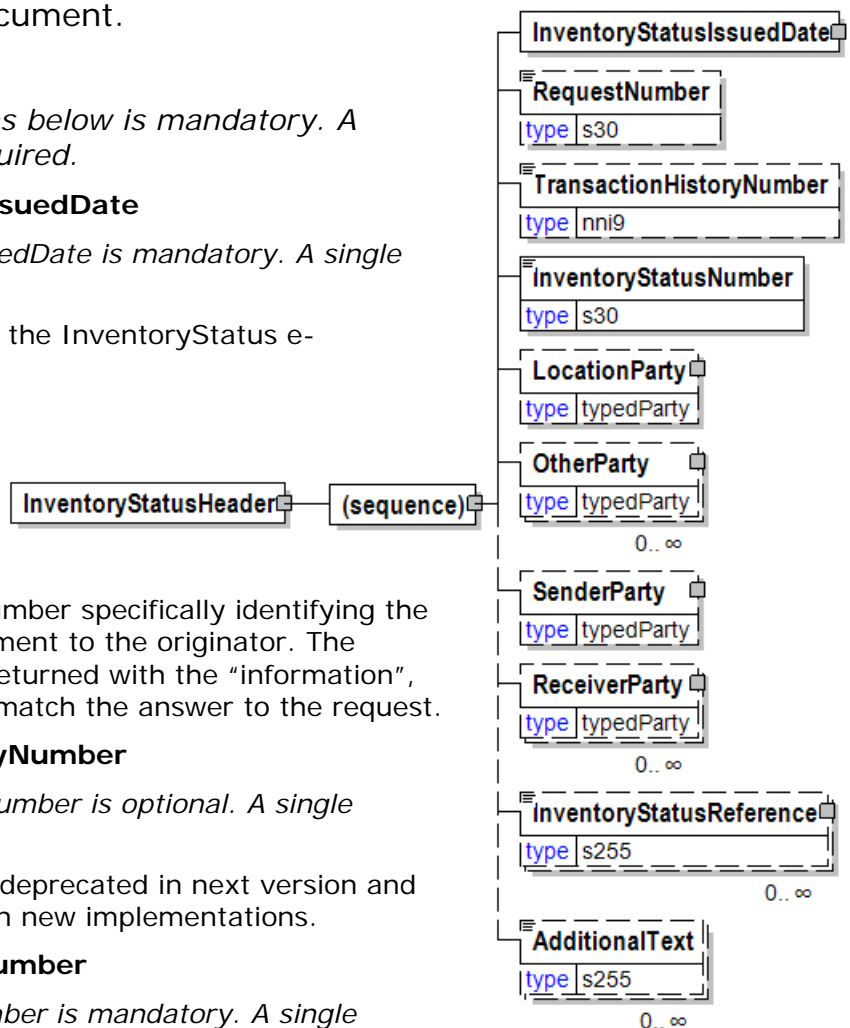 cument.
s below is mandatory. A
uired.
ssuedDate
edDate is mandatory. A single
the InventoryStatus e-
umber specifically identifying the
ment to the originator. The
eturned with the “information”,
match the answer to the request.
yNumber
umber is optional. A single
deprecated in next version and
n new implementations.
umber
ber is mandatory. A single
InventoryStatusHeader
(sequence)
InventoryStatusIssuedDate
RequestNumber
type s30
TransactionHistoryNumber
type nni9
InventoryStatusNumber
type s30
LocationParty
type typedParty
OtherParty
type typedParty
0.. ∞
SenderParty
type typedParty
ReceiverParty
type typedParty
0.. ∞
InventoryStatusReference
type s255
0.. ∞
AdditionalText
type s255
0.. ∞